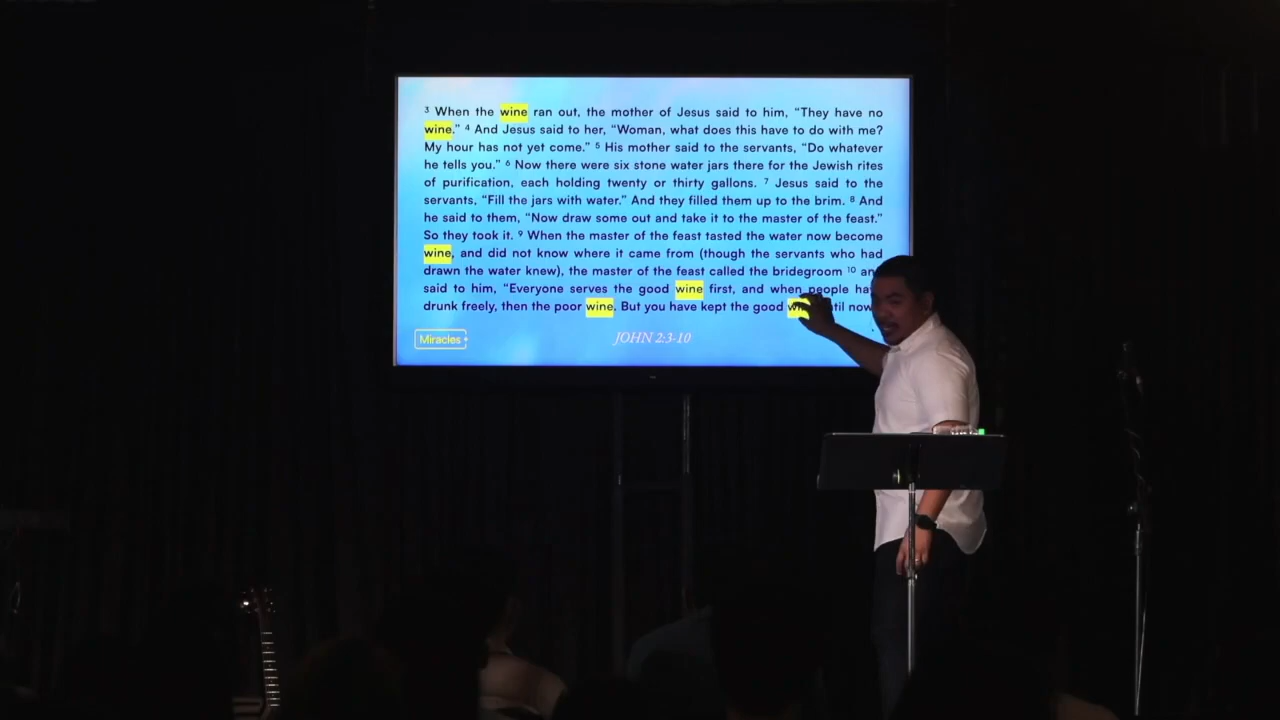 ³ When the wine ran out, the mother of Jesus said to him, “They have no
wine.” ⁴ And Jesus said to her, “Woman, what does this have to do with me?
My hour has not yet come.” ⁵ His mother said to the servants, “Do whatever
he tells you.” ⁶ Now there were six stone water jars there for the Jewish rites
of purification, each holding twenty or thirty gallons. ⁷ Jesus said to the
servants, “Fill the jars with water.” And they filled them up to the brim. ⁸ And
he said to them, “Now draw some out and take it to the master of the feast.”
So they took it. ⁹ When the master of the feast tasted the water now become
wine, and did not know where it came from (though the servants who had
drawn the water knew), the master of the feast called the bridegroom ¹⁰
said to him, “Everyone serves the good wine first, and when people
drunk freely, then the poor wine. But you have kept the good now
Miracles
JOHN 2:3-10